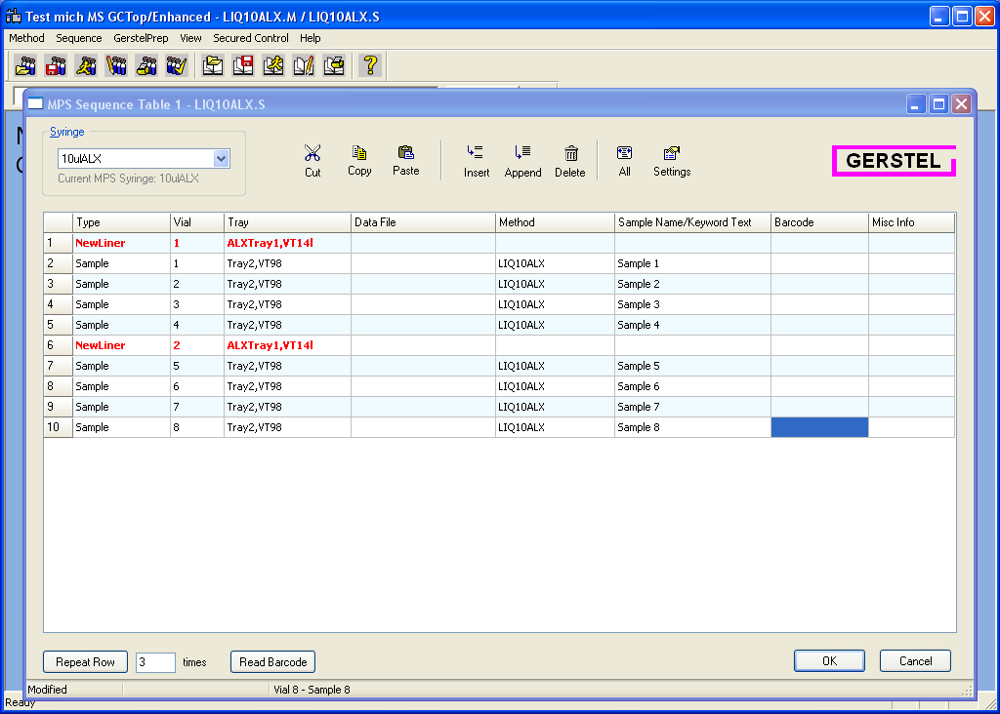 Test mich MS GCTop/Enhanced - LIQ10ALX.M / LIQ10ALX.S
Method Sequence GerstelPrep View Secured Control Help
MPS Sequence Table 1 - LIQ10ALX.S
Syringe
10ulALX
Current MPS Syringe: 10ulALX
Cut Copy Paste Insert Append Delete All Settings
GERSTEL
Type Vial Tray Data File Method Sample Name/Keyword Text Barcode Misc Info
1 NewLiner 1 ALXTray1,VT14l
2 Sample 1 Tray2,VT98 LIQ10ALX Sample 1
3 Sample 2 Tray2,VT98 LIQ10ALX Sample 2
4 Sample 3 Tray2,VT98 LIQ10ALX Sample 3
5 Sample 4 Tray2,VT98 LIQ10ALX Sample 4
6 NewLiner 2 ALXTray1,VT14l
7 Sample 5 Tray2,VT98 LIQ10ALX Sample 5
8 Sample 6 Tray2,VT98 LIQ10ALX Sample 6
9 Sample 7 Tray2,VT98 LIQ10ALX Sample 7
10 Sample 8 Tray2,VT98 LIQ10ALX Sample 8
Repeat Row 3 times Read Barcode OK Cancel
Modified Vial 8 - Sample 8
Ready